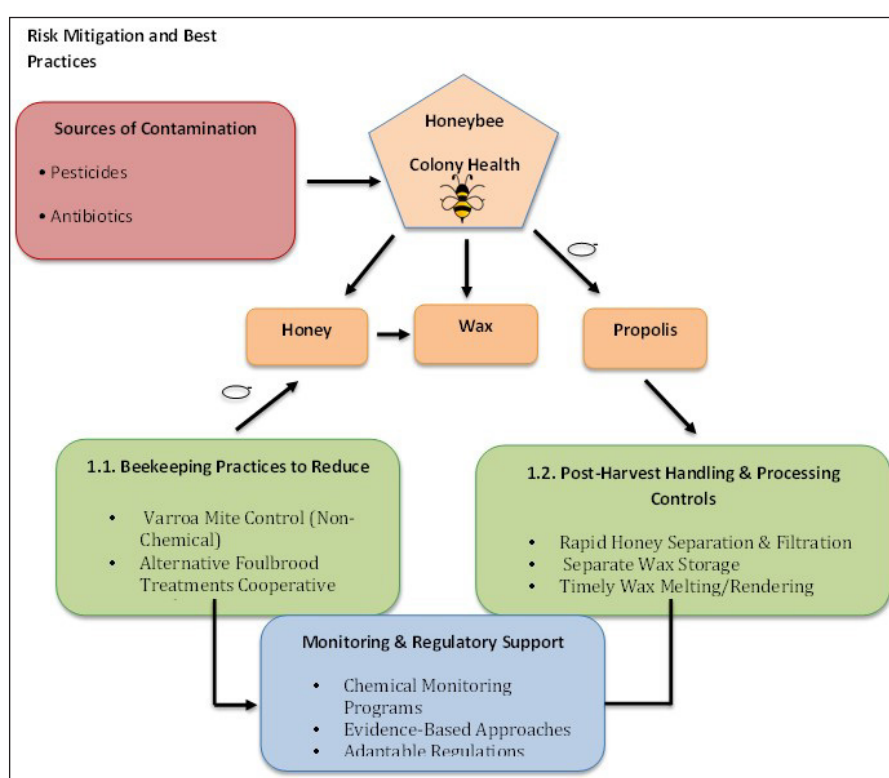 Risk Mitigation and Best
Practices
Sources of Contamination
• Pesticides
• Antibiotics
Honeybee
Colony Health
Honey
Wax
Propolis
1.1. Beekeeping Practices to Reduce
• Varroa Mite Control (Non-
Chemical)
• Alternative Foulbrood
Treatments Cooperative
1.2. Post-Harvest Handling & Processing
Controls
• Rapid Honey Separation & Filtration
• Separate Wax Storage
• Timely Wax Melting/Rendering
Monitoring & Regulatory Support
• Chemical Monitoring
Programs
• Evidence-Based Approaches
• Adaptable Regulations